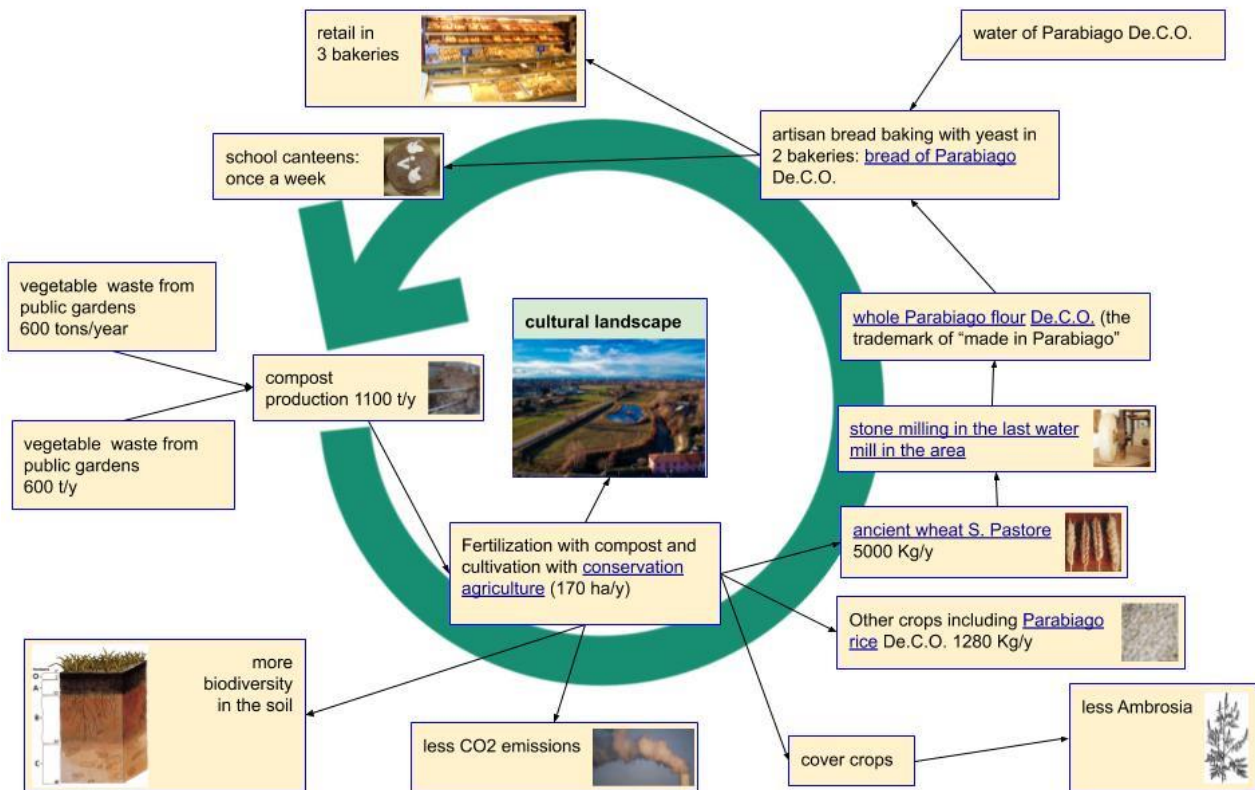 retail in
3 bakeries
water of Parabiago De.C.O.
artisan bread baking with yeast in
2 bakeries: bread of Parabiago
De.C.O.
school canteens:
once a week
vegetable  waste from
public gardens
600 tons/year
cultural landscape
whole Parabiago flour De.C.O. (the
trademark of “made in Parabiago”
compost
production 1100 t/y
stone milling in the last water
mill in the area
vegetable  waste from
public gardens
600 t/y
ancient wheat S. Pastore
5000 Kg/y
Fertilization with compost and
cultivation with conservation
agriculture (170 ha/y)
Other crops including Parabiago
rice De.C.O. 1280 Kg/y
more
biodiversity
in the soil
O
A
B
C
less CO2 emissions
cover crops
less Ambrosia